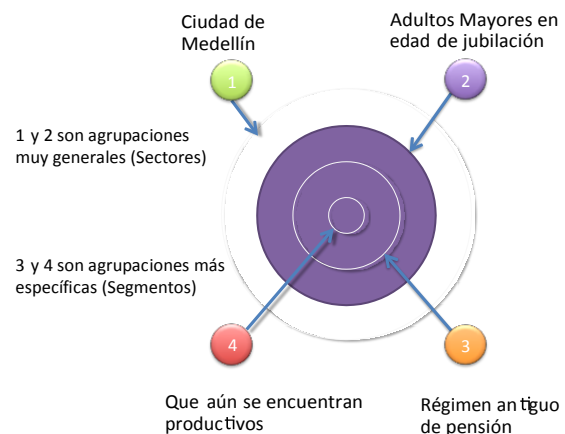 Ciudad de
Medellín
Adultos Mayores en
edad de jubilación
1
2
1 y 2 son agrupaciones
muy generales (Sectores)
3 y 4 son agrupaciones más
específicas (Segmentos)
4
3
Que aún se encuentran
productivos
Régimen antiguo
de pensión